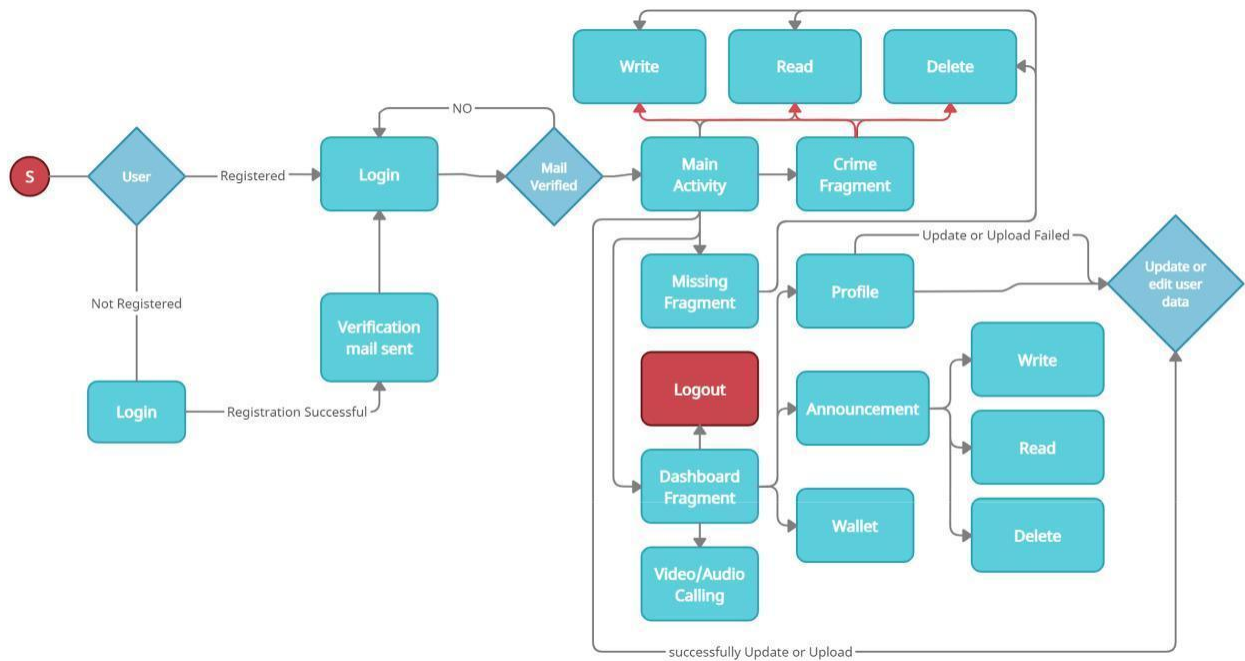 Write
Read
Delete
NO
S
User
Registered
Login
Mail
Verified
Main
Activity
Crime
Fragment
Update or Upload Failed
Not Registered
Verification
mail sent
Missing
Fragment
Profile
Update or
edit user
data
Login
Registration Successful
Logout
Announcement
Write
Read
Dashboard
Fragment
Wallet
Delete
Video/Audio
Calling
successfully Update or Upload